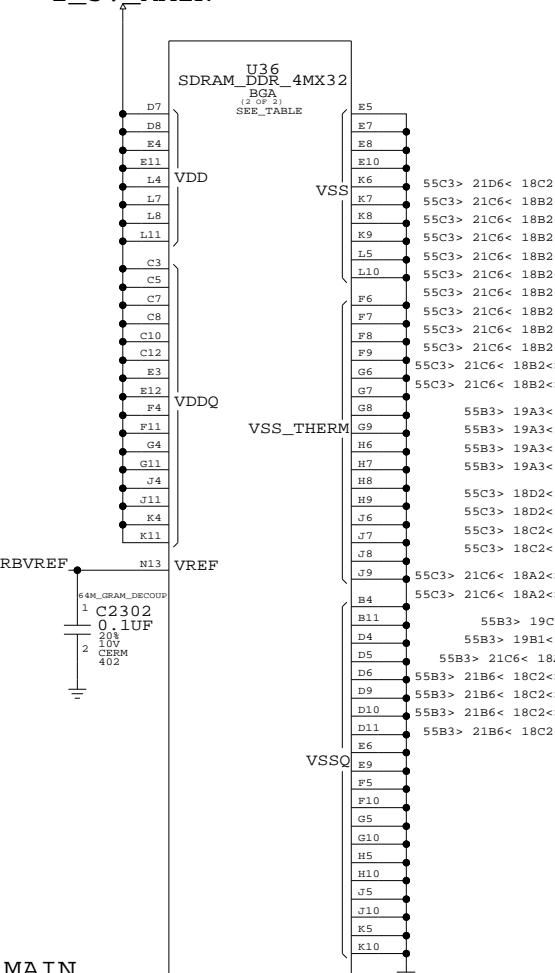 U36
SDRAM_DDR_4MX32
BGA
(2 OF 2)
SEE_TABLE
D7
D8
E4
E11
L4
L7
L8
L11
VDD
C3
C5
C7
C8
C10
C12
E3
E12
F4
F11
G4
G11
J4
J11
K4
K11
VDDQ
RBVREF
N13
VREF
64M_GRAM_DECOUP
1
C2302
0.1UF
20%
10V
CERM
402
2
E5
E7
E8
E10
K6
K7
K8
K9
L5
L10
VSS
F6
F7
F8
F9
G6
G7
G8
G9
H6
H7
H8
H9
J6
J7
J8
J9
VSS_THERM
B4
B11
D4
D5
D6
D9
D10
D11
E6
E9
F5
F10
G5
G10
H5
H10
J5
J10
K5
K10
VSSQ
55C3> 21D6< 18C2
55C3> 21C6< 18B2
55C3> 21C6< 18B2
55C3> 21C6< 18B2
55C3> 21C6< 18B2
55C3> 21C6< 18B2
55C3> 21C6< 18B2
55C3> 21C6< 18B2
55C3> 21C6< 18B2
55C3> 21C6< 18B2
55C3> 21C6< 18B2<
55C3> 21C6< 18B2<
55B3> 19A3<
55B3> 19A3<
55B3> 19A3<
55B3> 19A3<
55C3> 18D2<
55C3> 18D2<
55C3> 18C2<
55C3> 18C2<
55C3> 21C6< 18A2<
55C3> 21C6< 18A2<
55B3> 19C
55B3> 19B1<
55B3> 21C6< 18
55B3> 21B6< 18C2<
55B3> 21B6< 18C2<
55B3> 21B6< 18C2<
55B3> 21B6< 18C2
MAIN